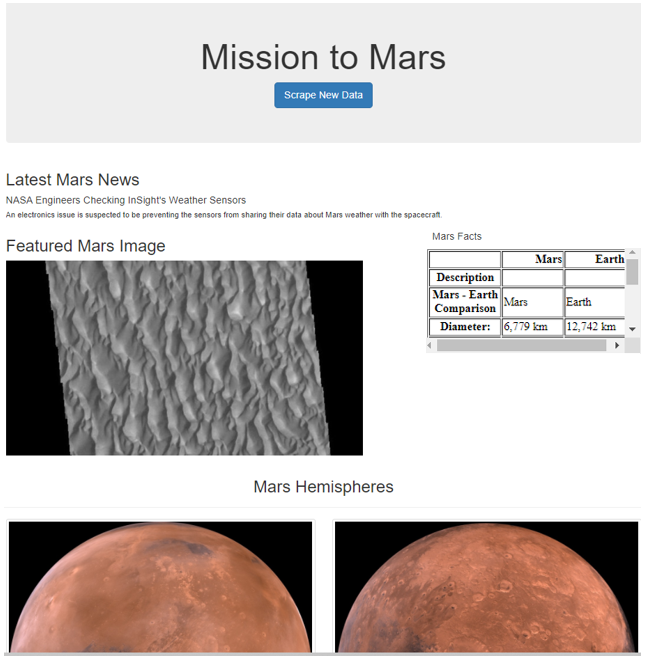 Mission to Mars
Scrape New Data
Latest Mars News
NASA Engineers Checking InSight's Weather Sensors
An electronics issue is suspected to be preventing the sensors from sharing their data about Mars weather with the spacecraft.
Featured Mars Image
Mars Facts
Mars Earth
Description
Mars - Earth
Comparison Mars Earth
Diameter: 6,779 km 12,742 km
Mars Hemispheres